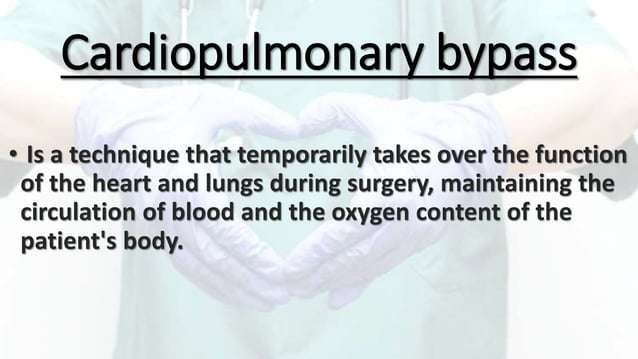 Cardiopulmonary bypass
• Is a technique that temporarily takes over the function
of the heart and lungs during surgery, maintaining the
circulation of blood and the oxygen content of the
patient's body.